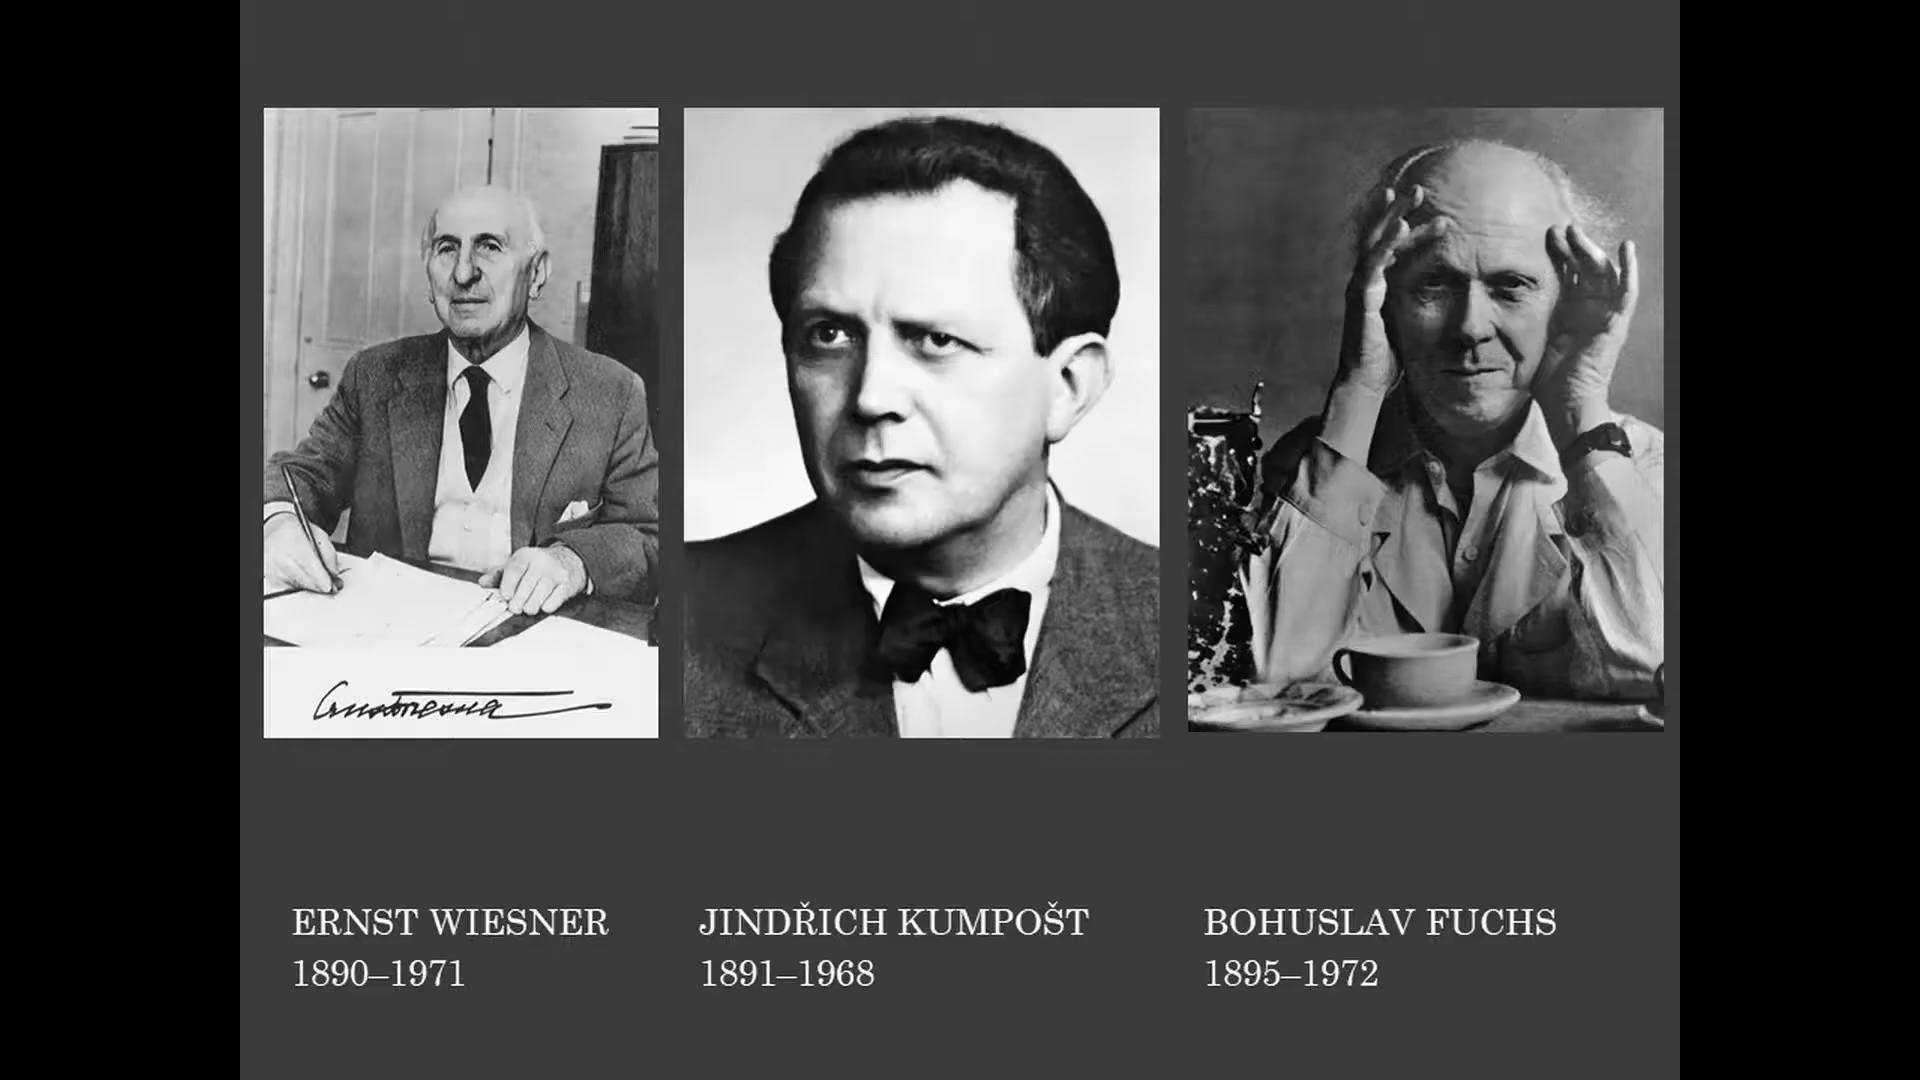 ERNST WIESNER
1890–1971
JINDŘICH KUMPOŠT
1891–1968
BOHUSLAV FUCHS
1895–1972